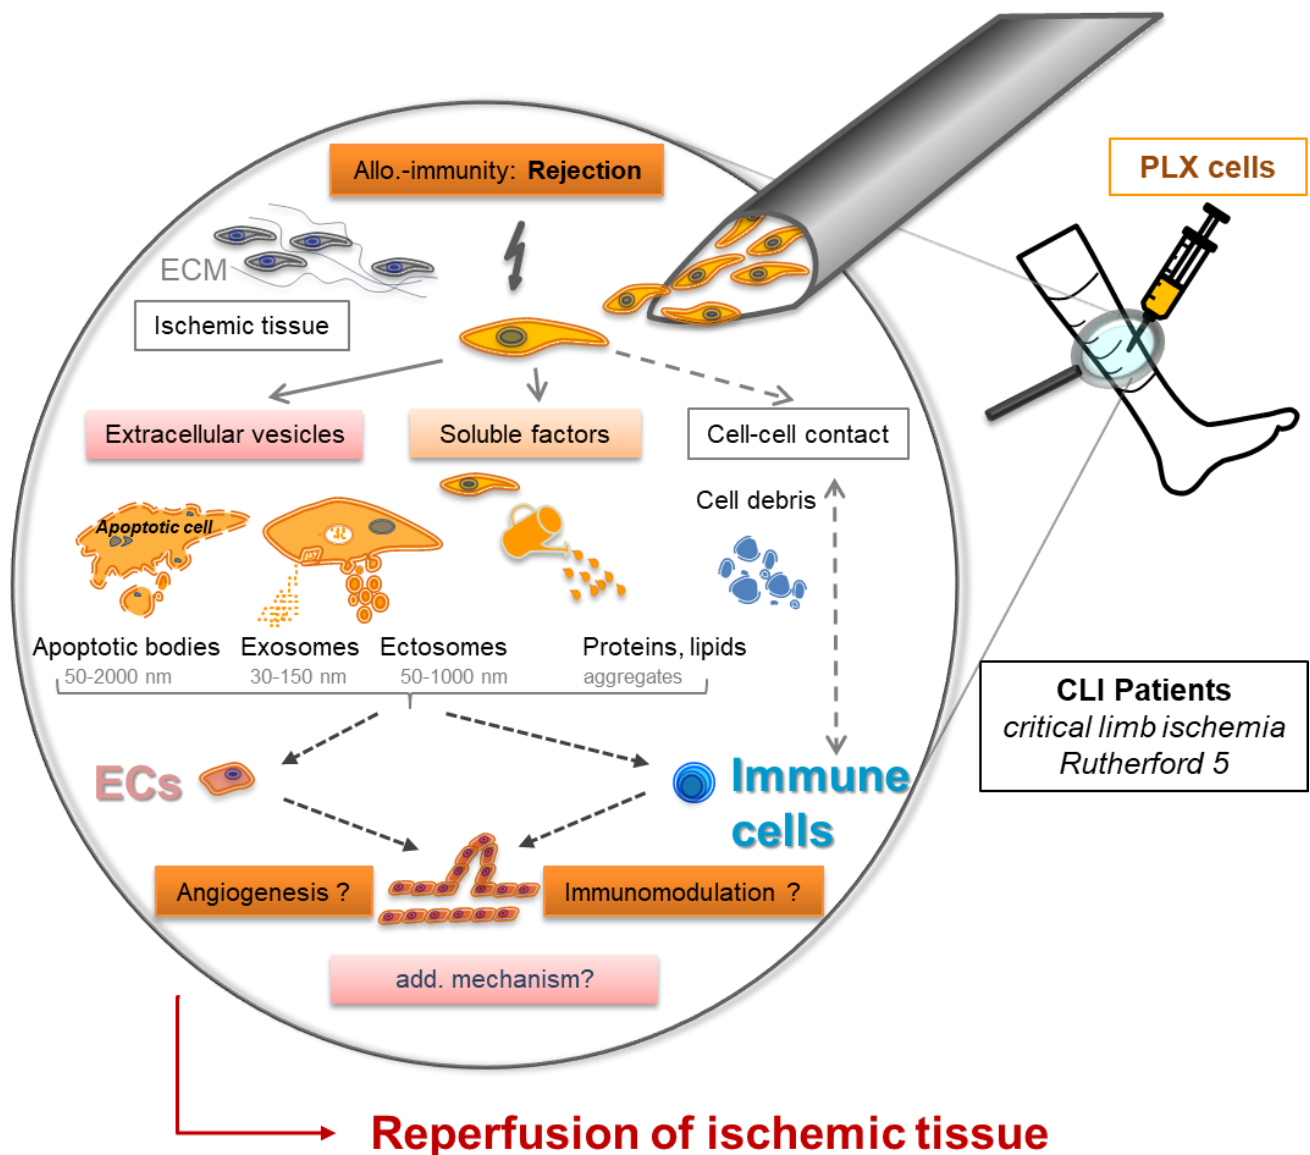 Allo.-immunity: Rejection
PLX cells
ECM
Ischemic tissue
Extracellular vesicles
Soluble factors
Cell-cell contact
Cell debris
Apoptotic cell
Apoptotic bodies
50-2000 nm
Exosomes
30-150 nm
Ectosomes
50-1000 nm
Proteins, lipids
aggregates
CLI Patients
critical limb ischemia
Rutherford 5
ECs
Immune
cells
Angiogenesis ?
Immunomodulation ?
add. mechanism?
Reperfusion of ischemic tissue